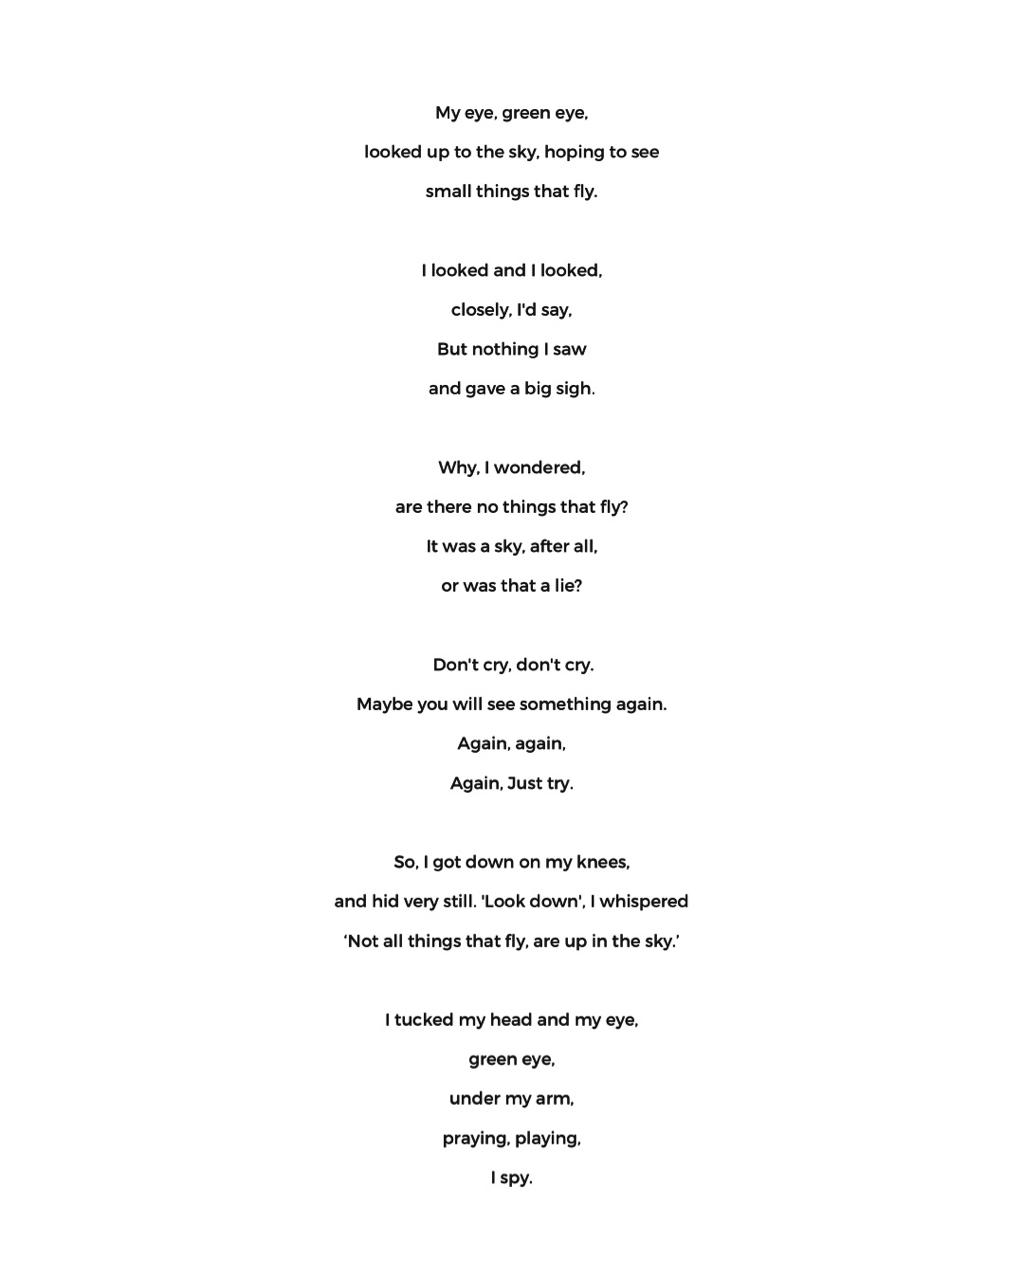 My eye, green eye,
looked up to the sky, hoping to see
small things that fly.
I looked and I looked,
closely, I'd say,
But nothing I saw
and gave a big sigh.
Why, I wondered,
are there no things that fly?
It was a sky, after all,
or was that a lie?
Don't cry, don't cry.
Maybe you will see something again.
Again, again,
Again, Just try.
So, I got down on my knees,
and hid very still. 'Look down', I whispered
‘Not all things that fly, are up in the sky.’
I tucked my head and my eye,
green eye,
under my arm,
praying, playing,
I spy.